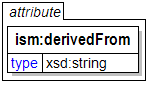 attribute
ism:derivedFrom
type xsd:string